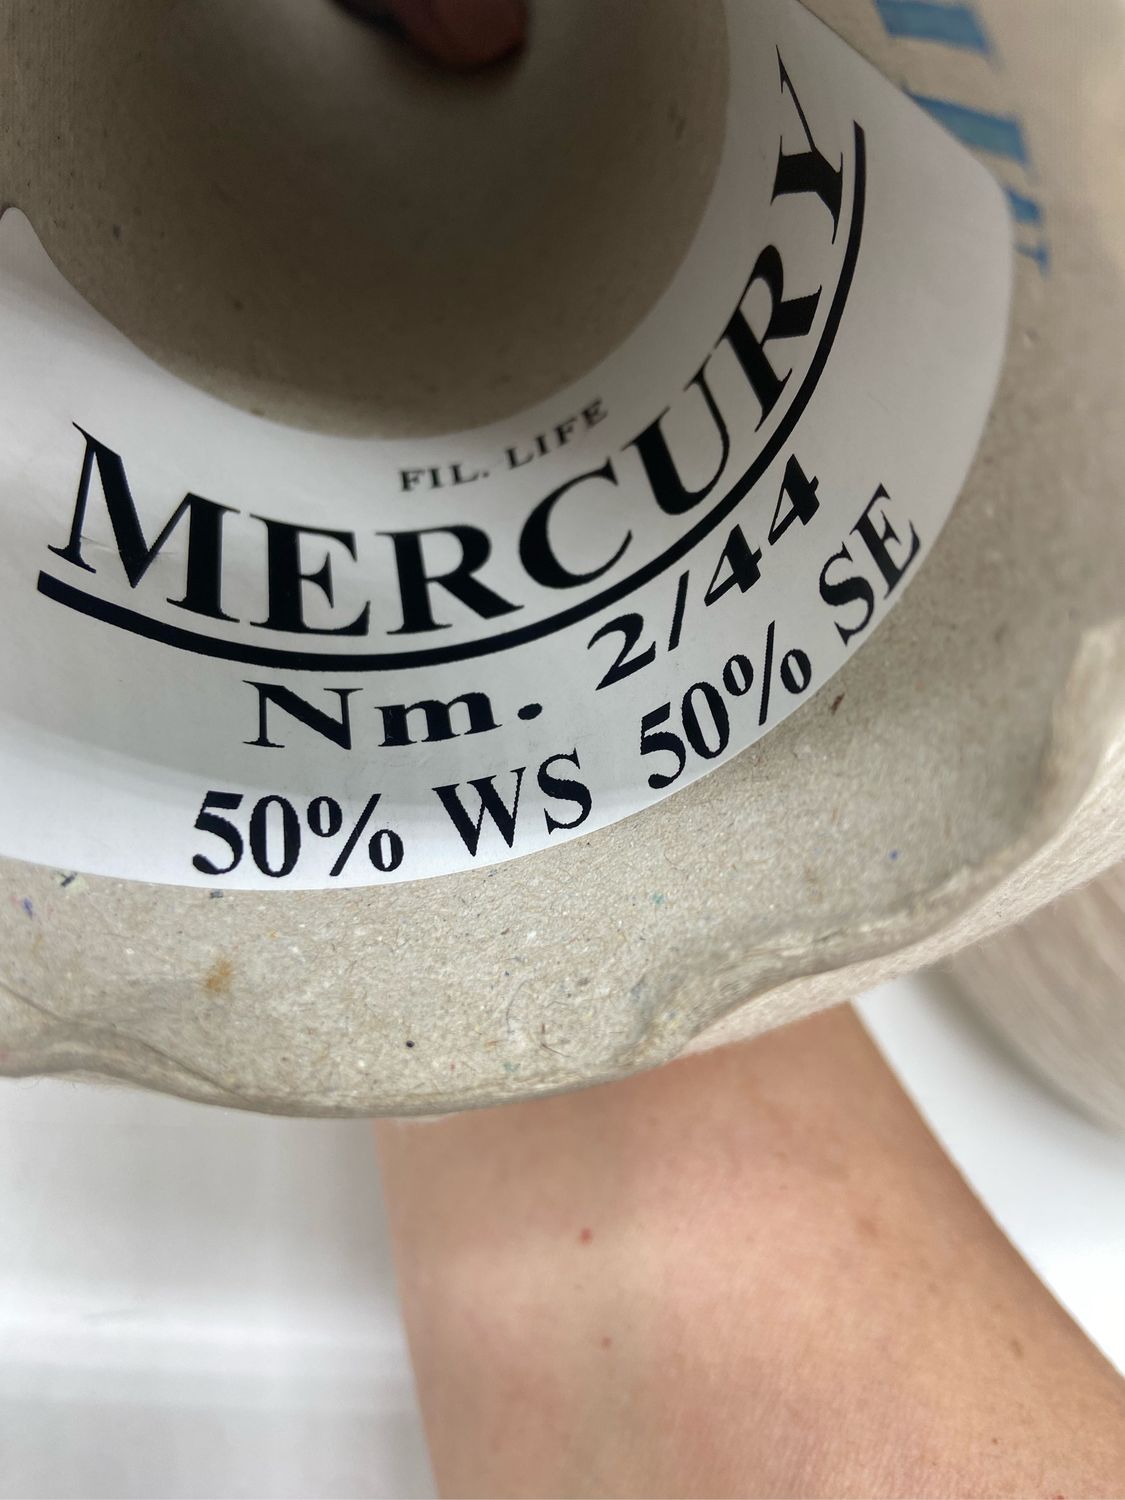 FIL. LIFE
MERCURY
Nm. 2/44
50% WS 50% SE